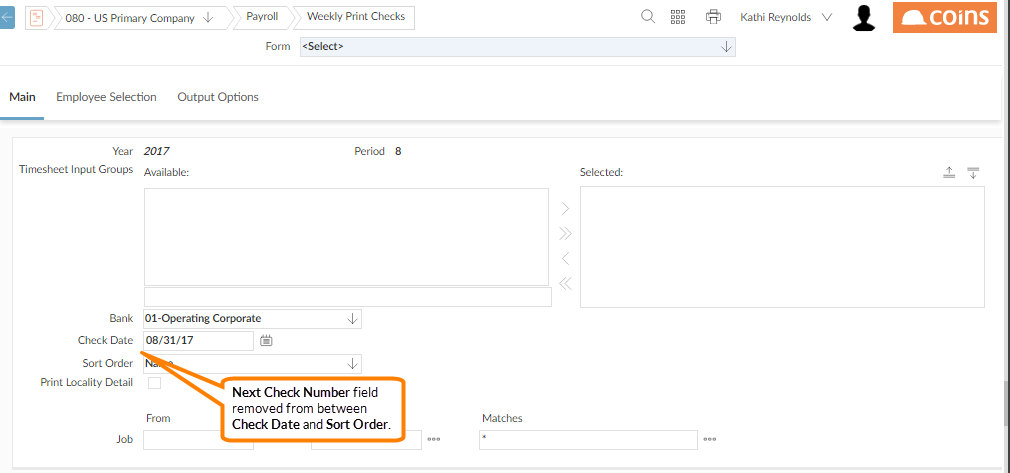 080 - US Primary Company
Payroll
Weekly Print Checks
Kathi Reynolds
COINS
Form <Select>
Main
Employee Selection
Output Options
Year 2017
Period 8
Timesheet Input Groups
Available:
Selected:
Bank 01-Operating Corporate
Check Date 08/31/17
Sort Order Name
Print Locality Detail
Next Check Number field
removed from between
Check Date and Sort Order.
From
Matches
Job
*